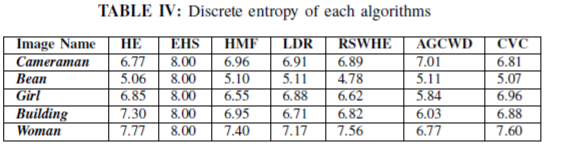 TABLE IV: Discrete entropy of each algorithms
Image Name HE EHS HMF LDR RSWHE AGCWD CVC
Cameraman 6.77 8.00 6.96 6.91 6.89 7.01 6.81
Bean 5.06 8.00 5.10 5.11 4.78 5.11 5.07
Girl 6.85 8.00 6.55 6.88 6.62 5.84 6.96
Building 7.30 8.00 6.95 6.71 6.82 6.03 6.88
Woman 7.77 8.00 7.40 7.17 7.56 6.77 7.60